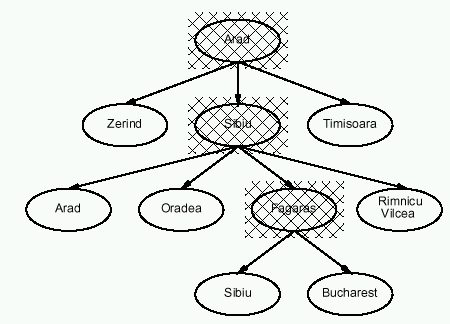 Arad
Zerind
Sibiu
Timisoara
Arad
Oradea
Fagaras
Rimnicu
Vilcea
Sibiu
Bucharest